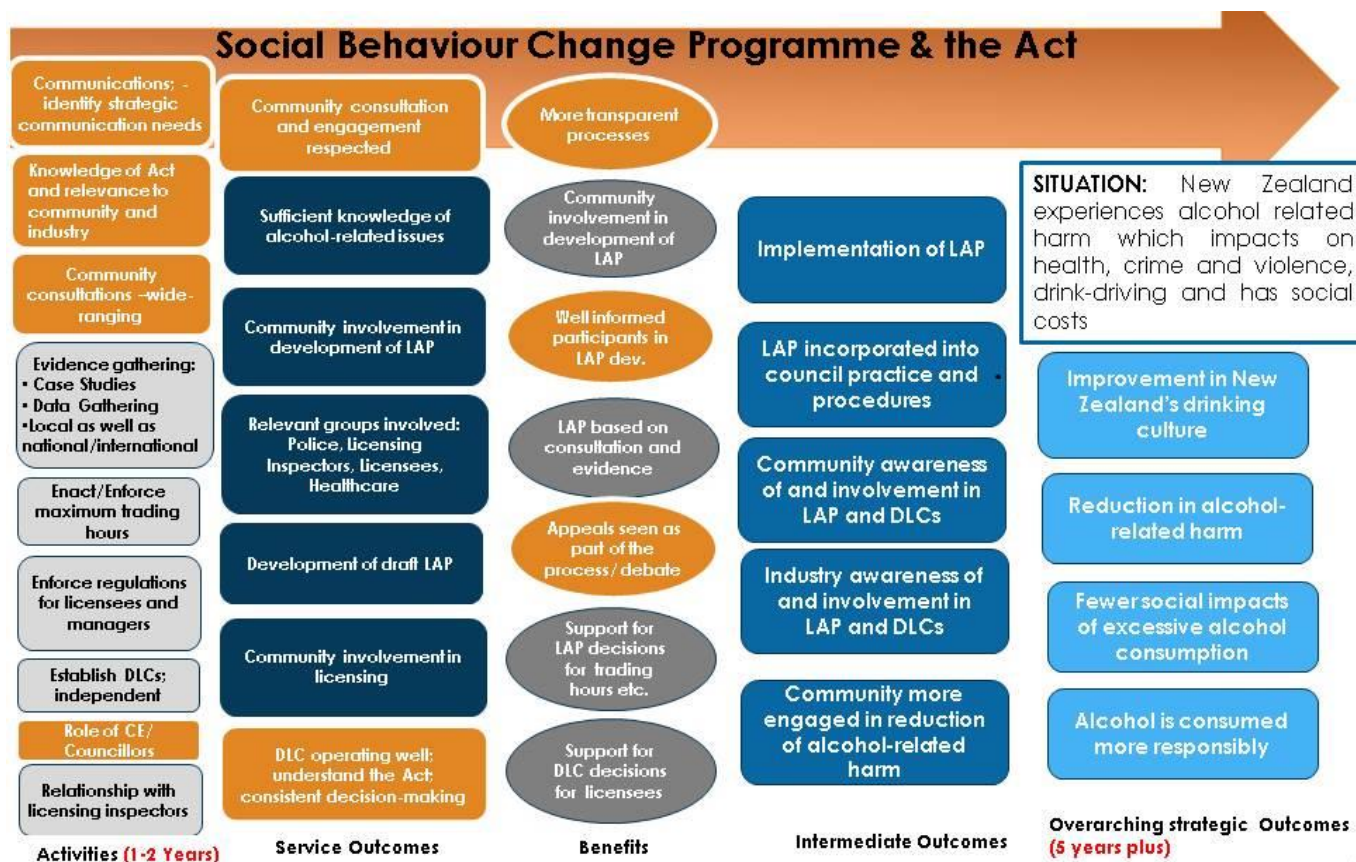 Social Behaviour Change Programme & the Act
Communications; -
identify strategic
communication needs
Knowledge of Act
and relevance to
community and
industry
Community
consultations –wide-
ranging
Evidence gathering:
• Case Studies
• Data Gathering
•Local as well as
national/international
Enact/Enforce
maximum trading
hours
Enforce regulations
for licensees and
managers
Establish DLCs;
independent
Role of CE/
Councillors
Relationship with
licensing inspectors
Activities (1-2 Years)
Community consultation
and engagement
respected
Sufficient knowledge of
alcohol-related issues
Community involvement in
development of LAP
Relevant groups involved:
Police, Licensing
Inspectors, Licensees,
Healthcare
Development of draft LAP
Community involvement in
licensing
DLC operating well;
understand the Act;
consistent decision-making
Service Outcomes
More transparent
processes
Community
involvement in
development of
LAP
Well informed
participants in
LAP dev.
LAP based on
consultation and
evidence
Appeals seen as
part of the
process/ debate
Support for
LAP decisions
for trading
hours etc.
Support for
DLC decisions
for licensees
Benefits
Implementation of LAP
LAP incorporated into
council practice and
procedures
Community awareness
of and involvement in
LAP and DLCs
Industry awareness of
and involvement in
LAP and DLCs
Community more
engaged in reduction
of alcohol-related
harm
Intermediate Outcomes
SITUATION: New Zealand
experiences alcohol related
harm which impacts on
health, crime and violence,
drink-driving and has social
costs
Improvement in New
Zealand's drinking
culture
Reduction in alcohol-
related harm
Fewer social impacts
of excessive alcohol
consumption
Alcohol is consumed
more responsibly
Overarching strategic Outcomes
(5 years plus)